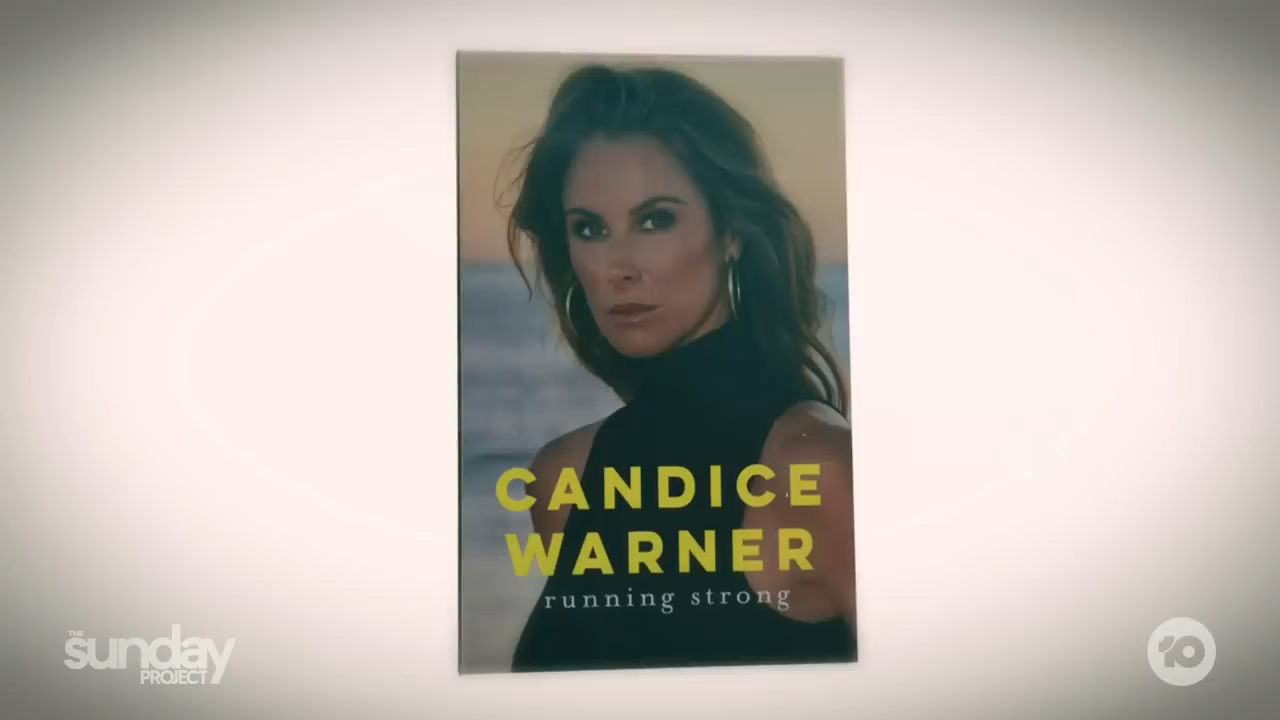 CANDICE
WARNER
running strong
THE
sunday
PROJECT
10